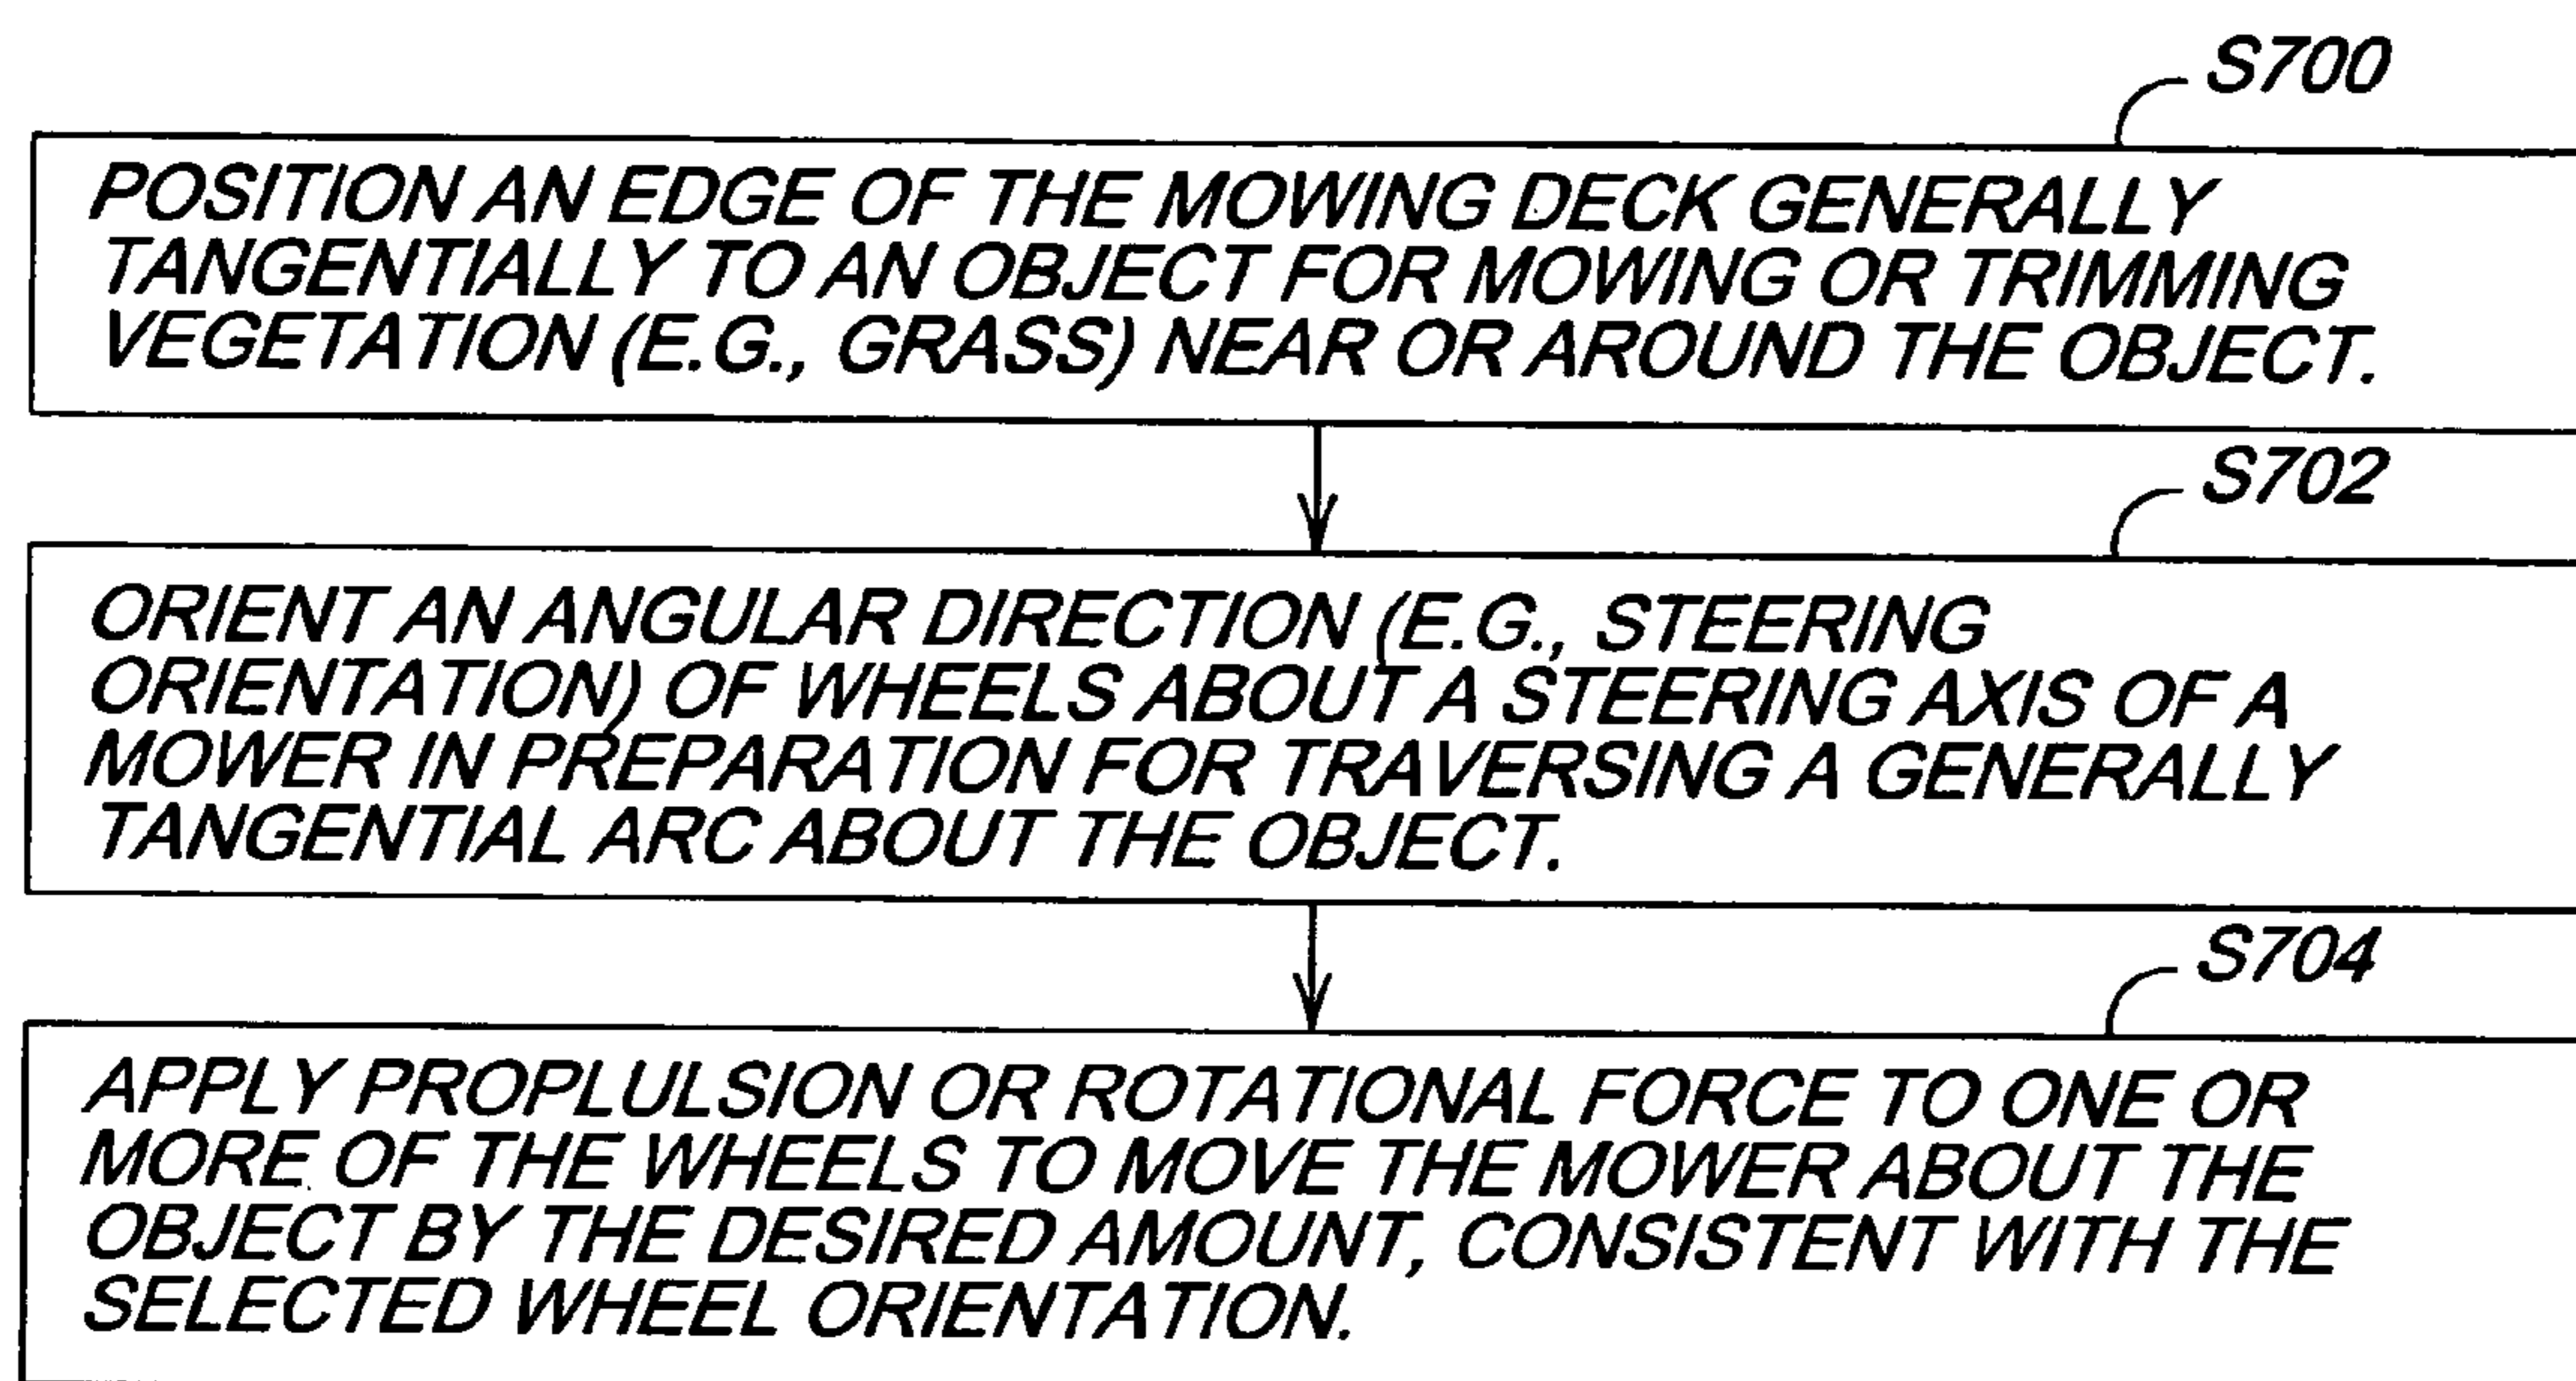 S700
POSITION AN EDGE OF THE MOWING DECK GENERALLY
TANGENTIALLY TO AN OBJECT FOR MOWING OR TRIMMING
VEGETATION (E.G., GRASS) NEAR OR AROUND THE OBJECT.
S702
ORIENT AN ANGULAR DIRECTION (E.G., STEERING
ORIENTATION) OF WHEELS ABOUT A STEERING AXIS OF A
MOWER IN PREPARATION FOR TRAVERSING A GENERALLY
TANGENTIAL ARC ABOUT THE OBJECT.
S704
APPLY PROPLULSION OR ROTATIONAL FORCE TO ONE OR
MORE OF THE WHEELS TO MOVE THE MOWER ABOUT THE
OBJECT BY THE DESIRED AMOUNT, CONSISTENT WITH THE
SELECTED WHEEL ORIENTATION.